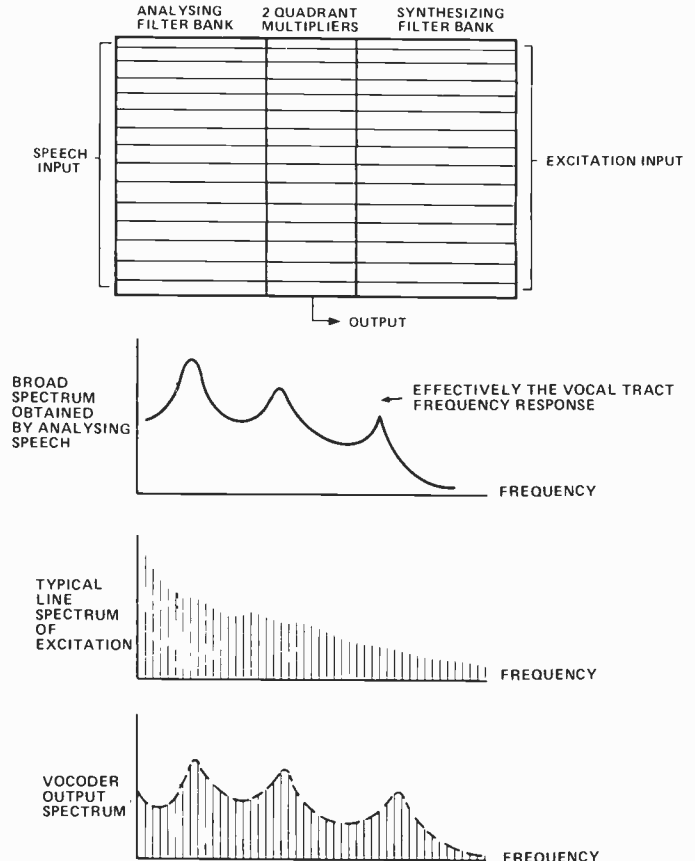 ANALYSING
FILTER BANK
2 QUADRANT
MULTIPLIERS
SYNTHESIZING
FILTER BANK
SPEECH
INPUT
EXCITATION INPUT
OUTPUT
BROAD
SPECTRUM
OBTAINED
BY ANALYSING
SPEECH
EFFECTIVELY THE VOCAL TRACT
FREQUENCY RESPONSE
FREQUENCY
TYPICAL
LINE
SPECTRUM
OF
EXCITATION
FREQUENCY
VOCODER
OUTPUT
SPECTRUM
FREQUENCY